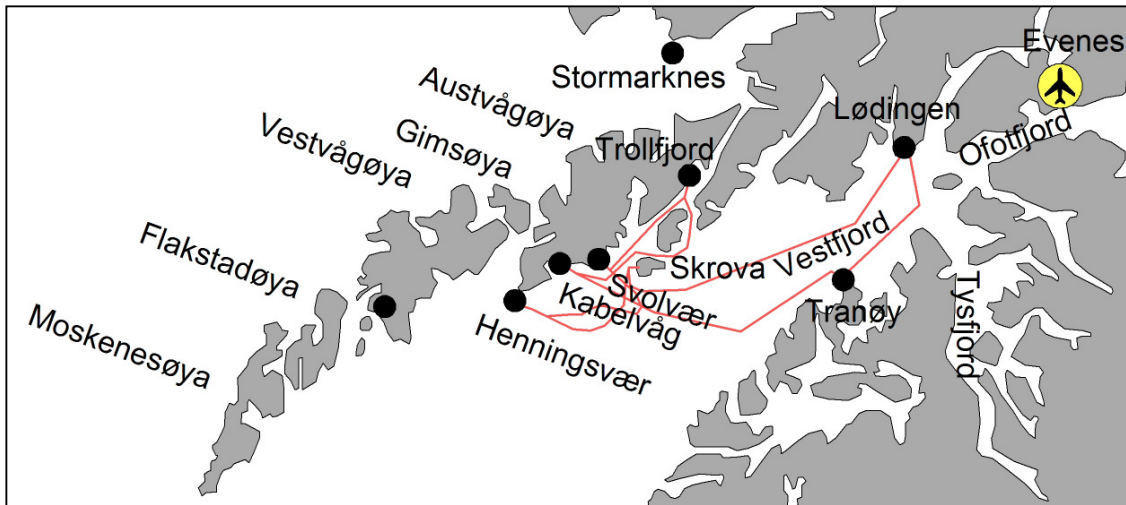 Evenes
Stormarknes
Austvågøya
Lødingen
Gimsøya
Vestvågøya
Trollfjord
Ofotfjord
Flakstadøya
Skrova
Vestfjord
Svolvær
Kabelvåg
Tranøy
Tysfjord
Moskenesøya
Henningsvær